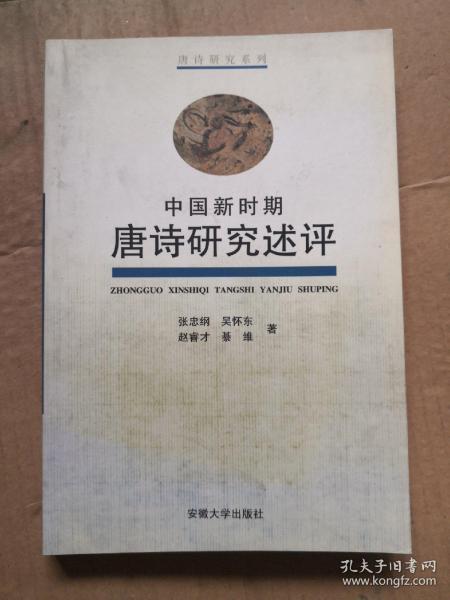 唐诗研究系列
中国新时期
唐诗研究述评
ZHONGGUO XINSHIQI TANGSHI YANJIU SHUPING
张忠纲 吴怀东
赵睿才 綦维 著
安徽大学出版社
孔夫子旧书网
www.kongfz.com